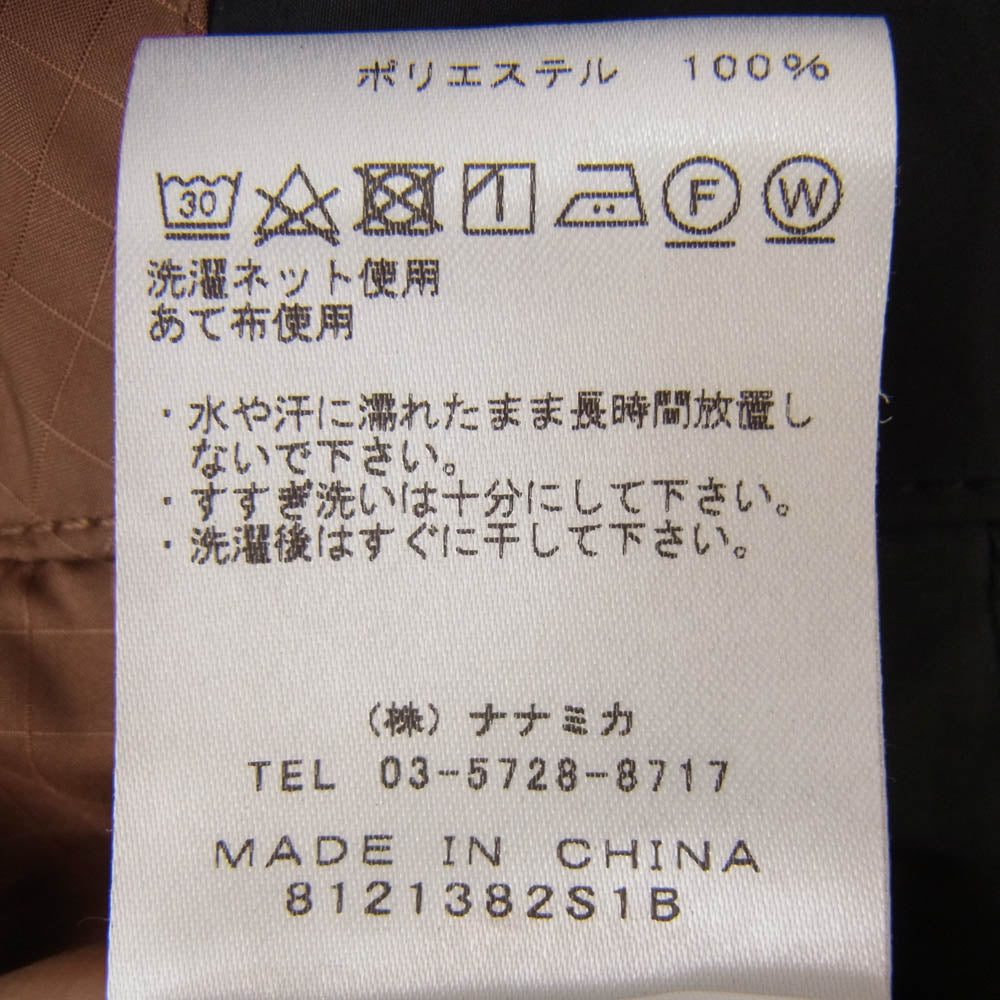 ポリエステル 100%
30 F W
洗濯ネット使用
あて布使用
・水や汗に濡れたまま長時間放置し
ないで下さい。
・すすぎ洗いは十分にして下さい。
・洗濯後はすぐに干して下さい。
(株)ナナミカ
TEL 03-5728-8717
MADE IN CHINA
8121382S1B